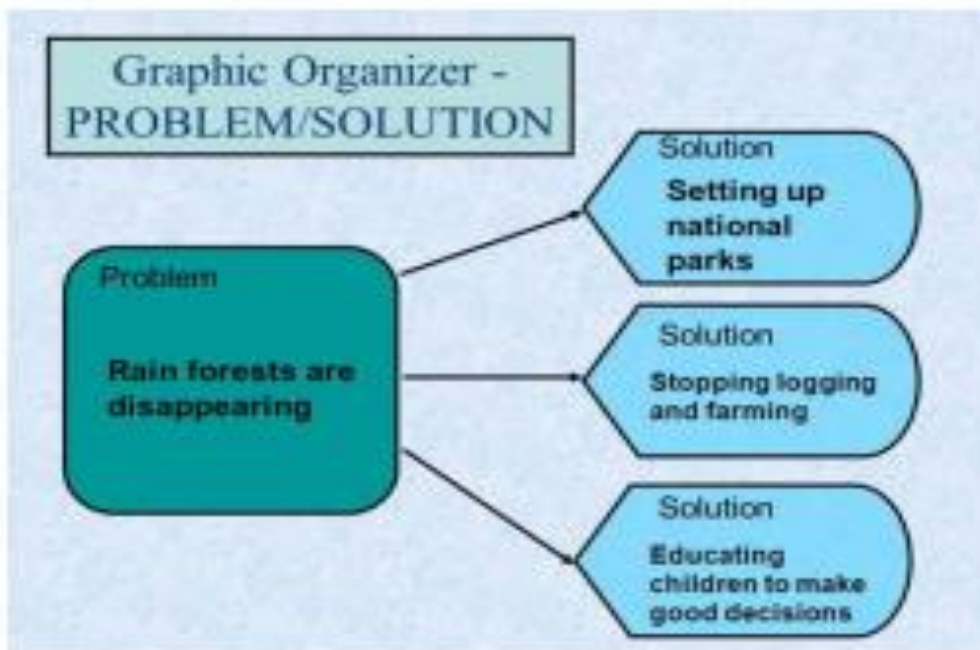 Graphic Organizer -
PROBLEM/SOLUTION
Problem
Rain forests are
disappearing
Solution
Setting up
national
parks
Solution
Stopping logging
and farming
Solution
Educating
children to make
good decisions